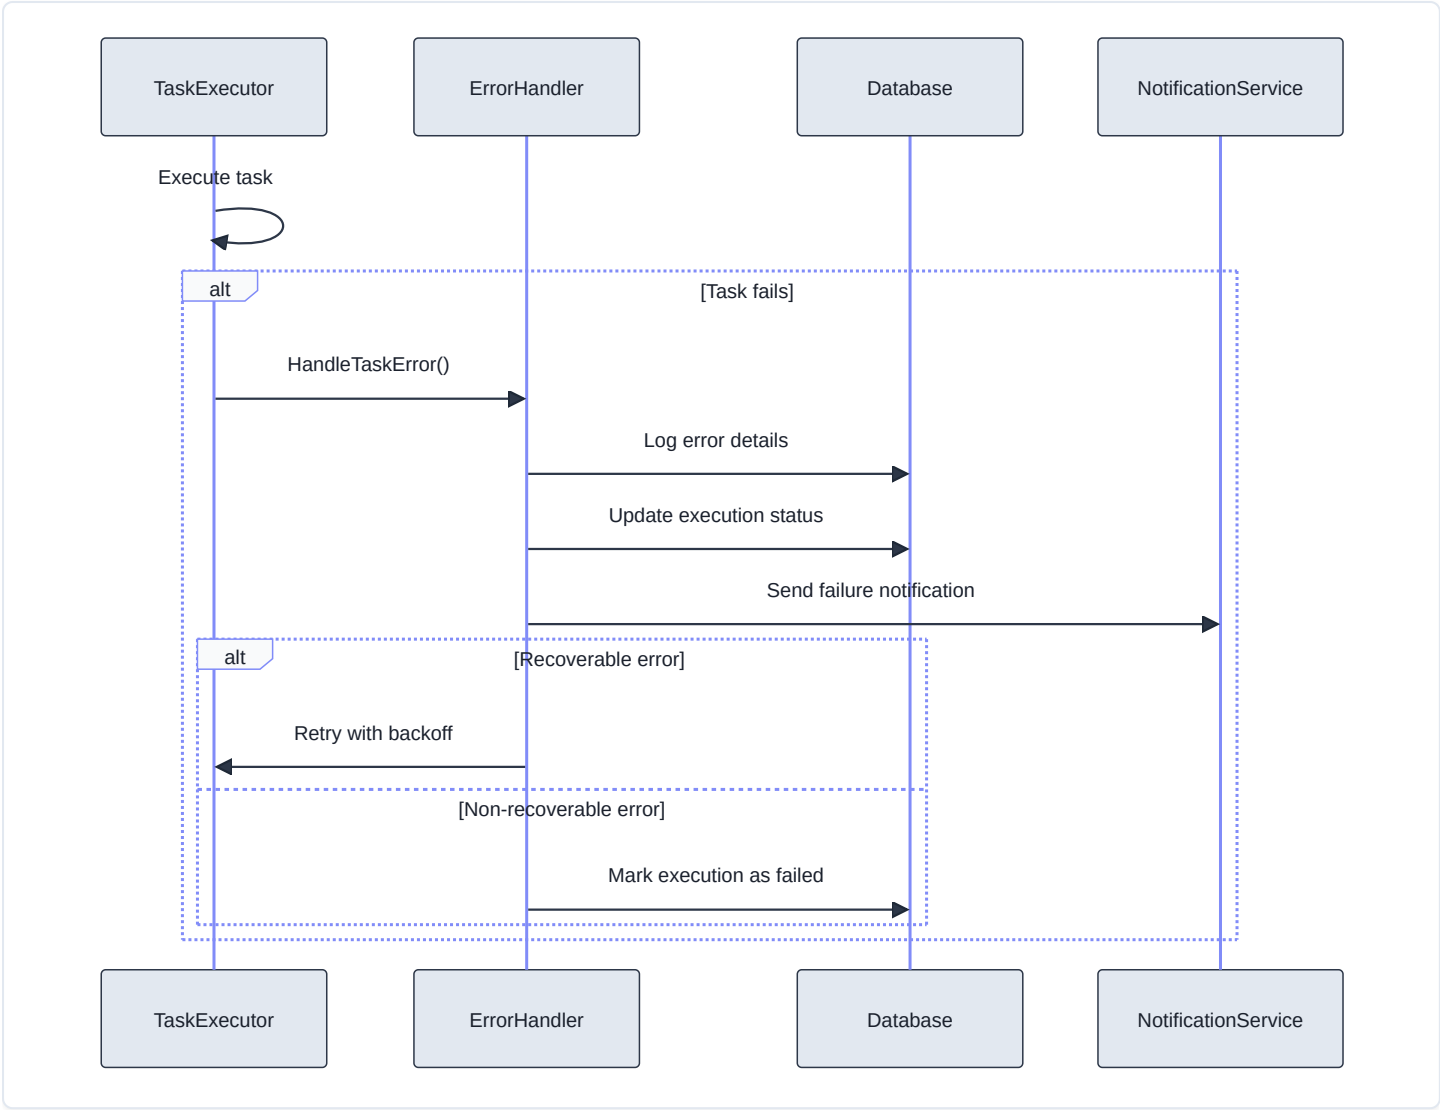 TaskExecutor
ErrorHandler
Database
NotificationService
Execute task
alt
[Task fails]
HandleTaskError()
Log error details
Update execution status
Send failure notification
alt
[Recoverable error]
Retry with backoff
[Non-recoverable error]
Mark execution as failed
TaskExecutor
ErrorHandler
Database
NotificationService